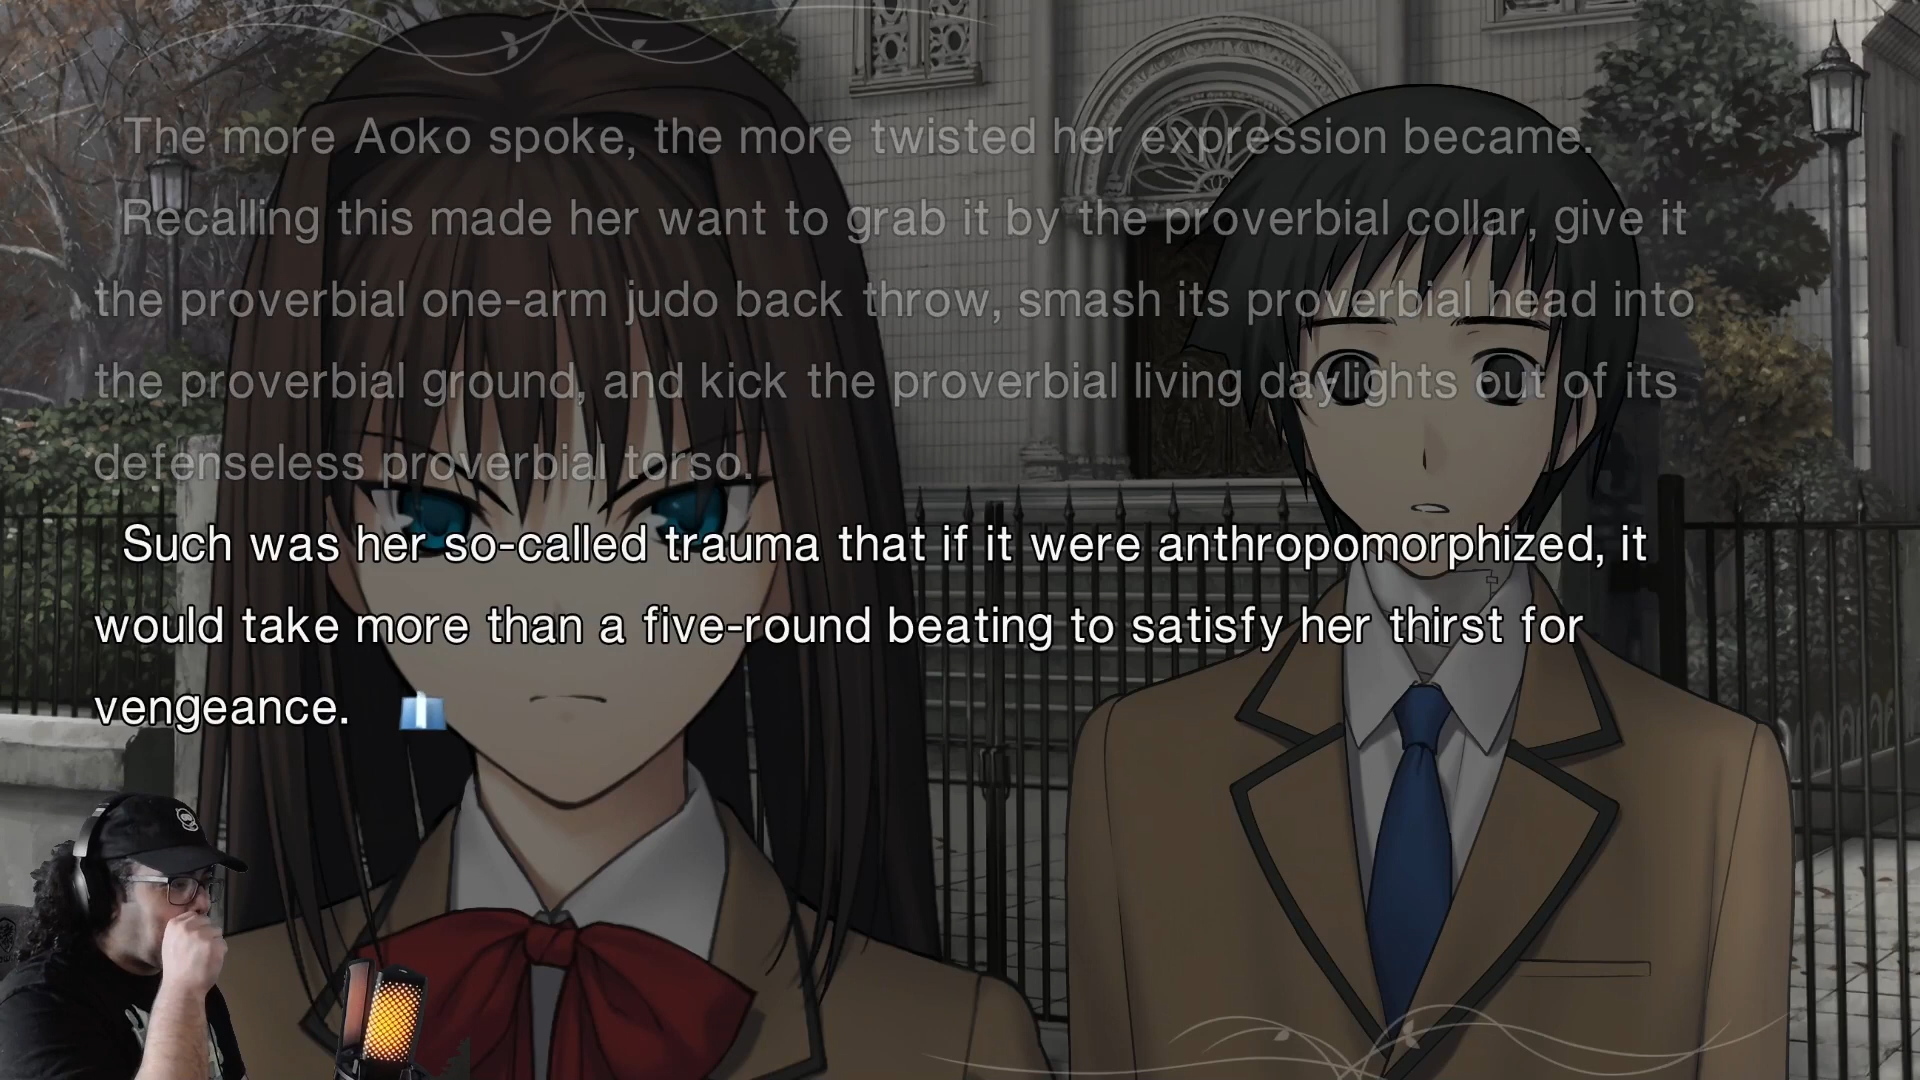 The more Aoko spoke, the more twisted her expression became.
Recalling this made her want to grab it by the proverbial collar, give it
the proverbial one-arm judo back throw, smash its proverbial head into
the proverbial ground, and kick the proverbial living daylights out of its
defenseless proverbial torso.
Such was her so-called trauma that if it were anthropomorphized, it
would take more than a five-round beating to satisfy her thirst for
vengeance.